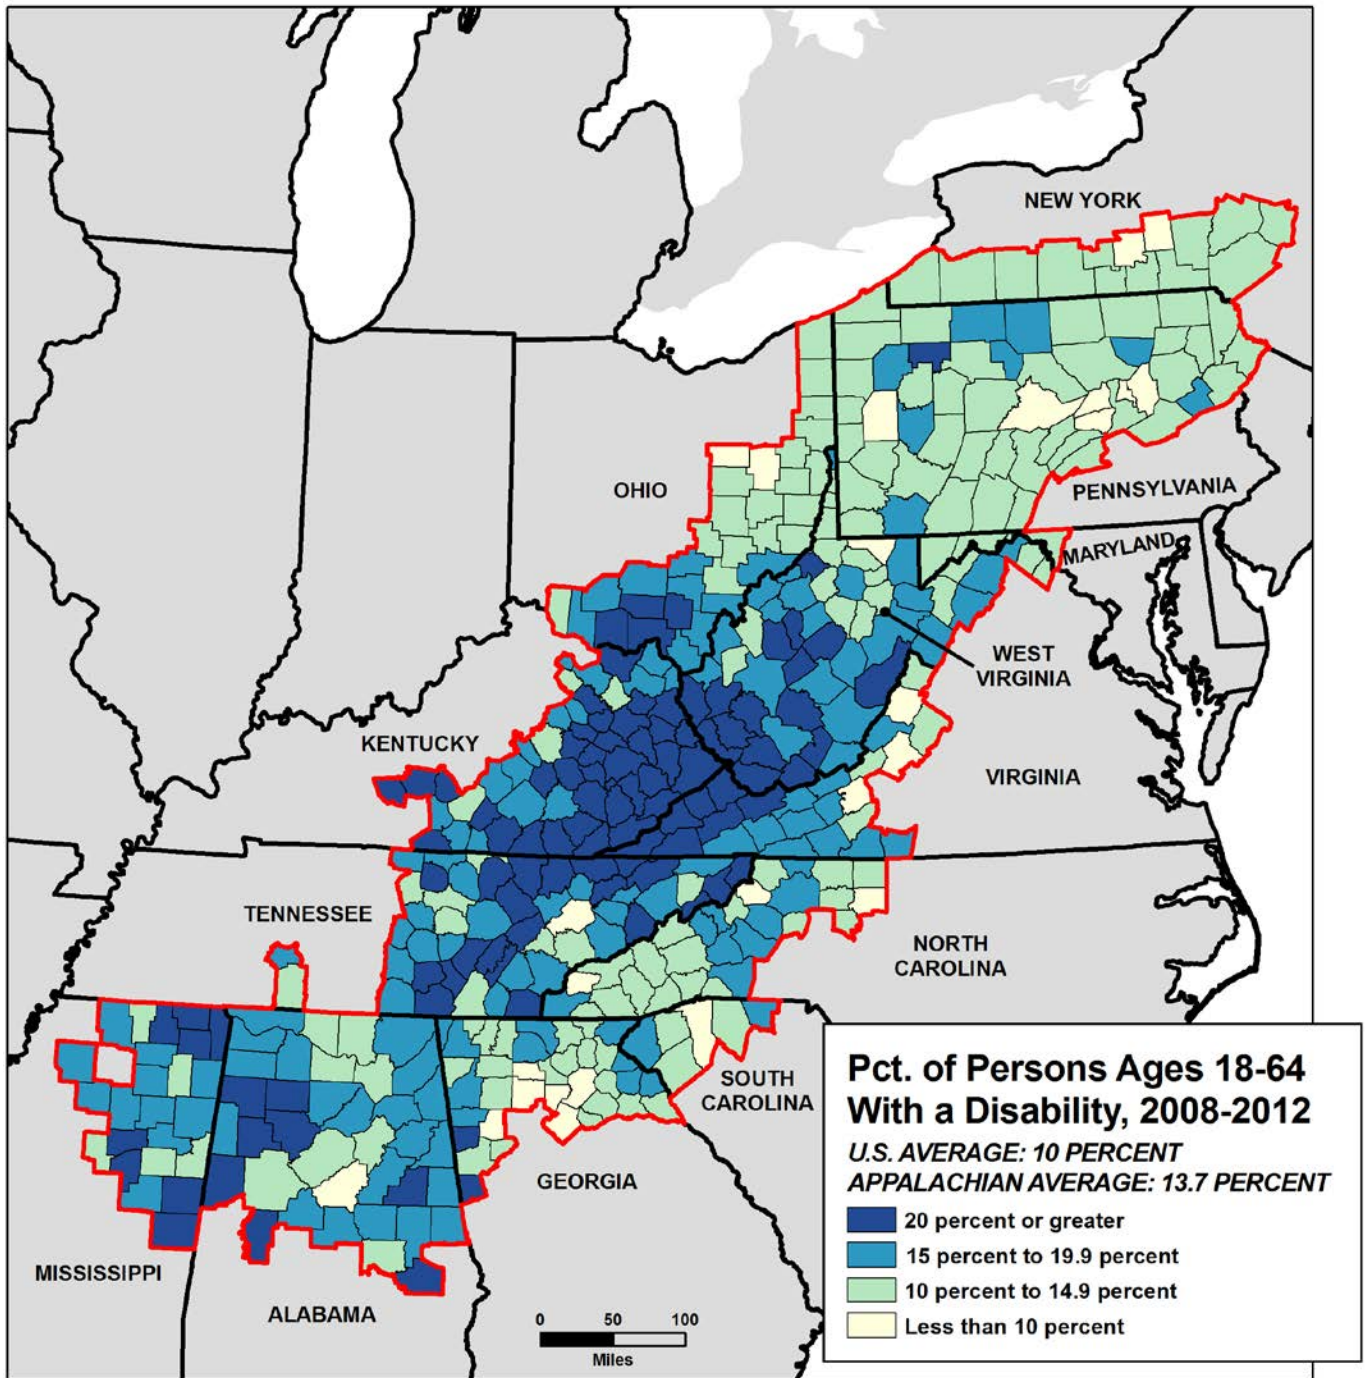 NEW YORK
OHIO
PENNSYLVANIA
MARYLAND
WEST
VIRGINIA
KENTUCKY
VIRGINIA
TENNESSEE
NORTH
CAROLINA
SOUTH
CAROLINA
GEORGIA
MISSISSIPPI
ALABAMA
0 50 100
Miles
Pct. of Persons Ages 18-64
With a Disability, 2008-2012
U.S. AVERAGE: 10 PERCENT
APPALACHIAN AVERAGE: 13.7 PERCENT
20 percent or greater
15 percent to 19.9 percent
10 percent to 14.9 percent
Less than 10 percent